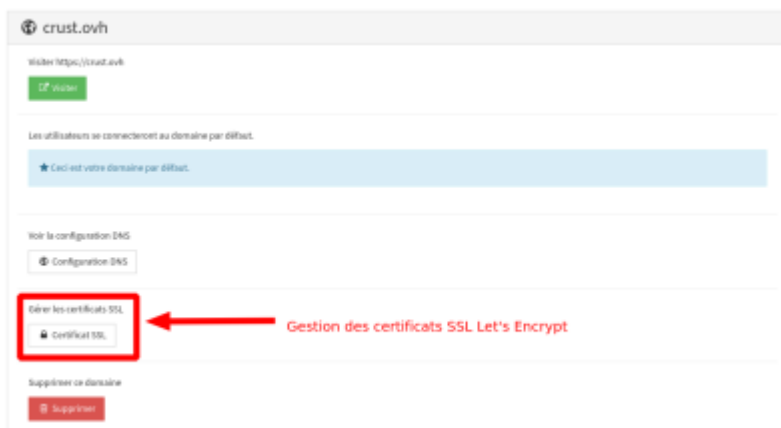 crust.ovh
Visiter https://crust.ovh
Visiter
Les utilisateurs se connecteront au domaine par défaut.
Ceci est votre domaine par défaut.
Voir la configuration DNS
Configuration DNS
Gérer les certificats SSL
Certificat SSL
Gestion des certificats SSL Let's Encrypt
Supprimer ce domaine
Supprimer